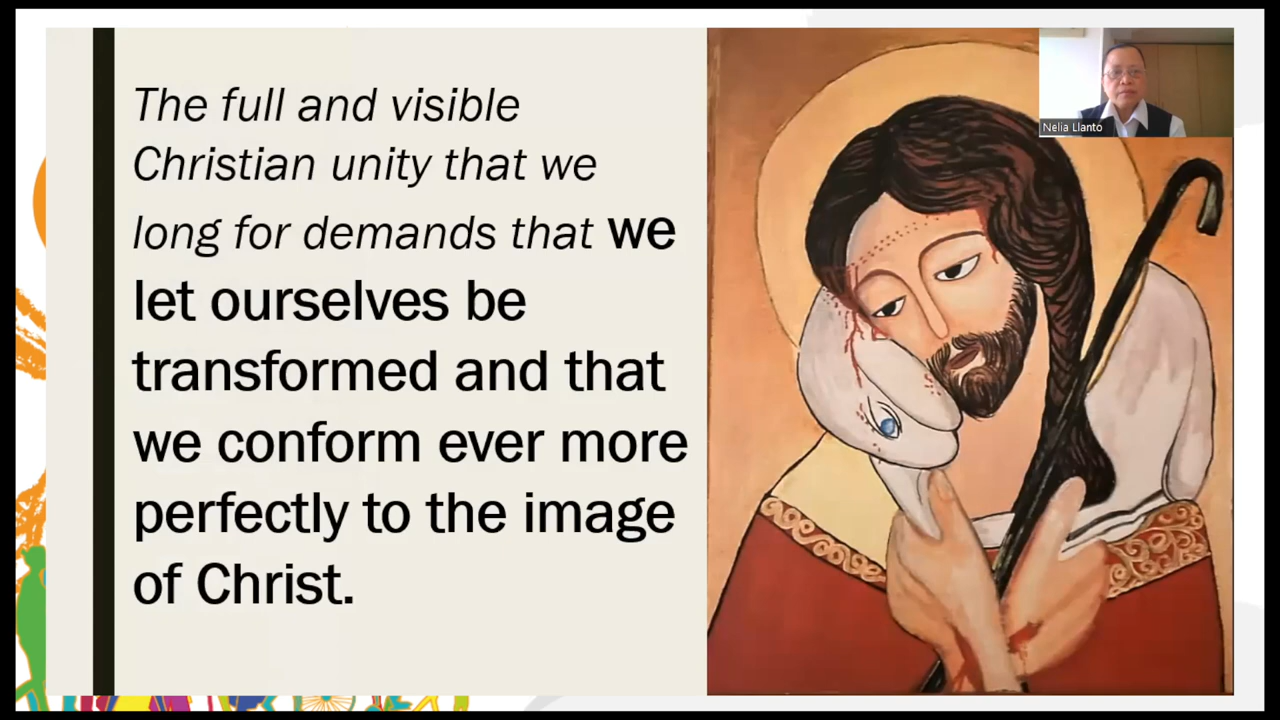 The full and visible
Christian unity that we
long for demands that we
let ourselves be
transformed and that
we conform ever more
perfectly to the image
of Christ.
Nelia Llanto